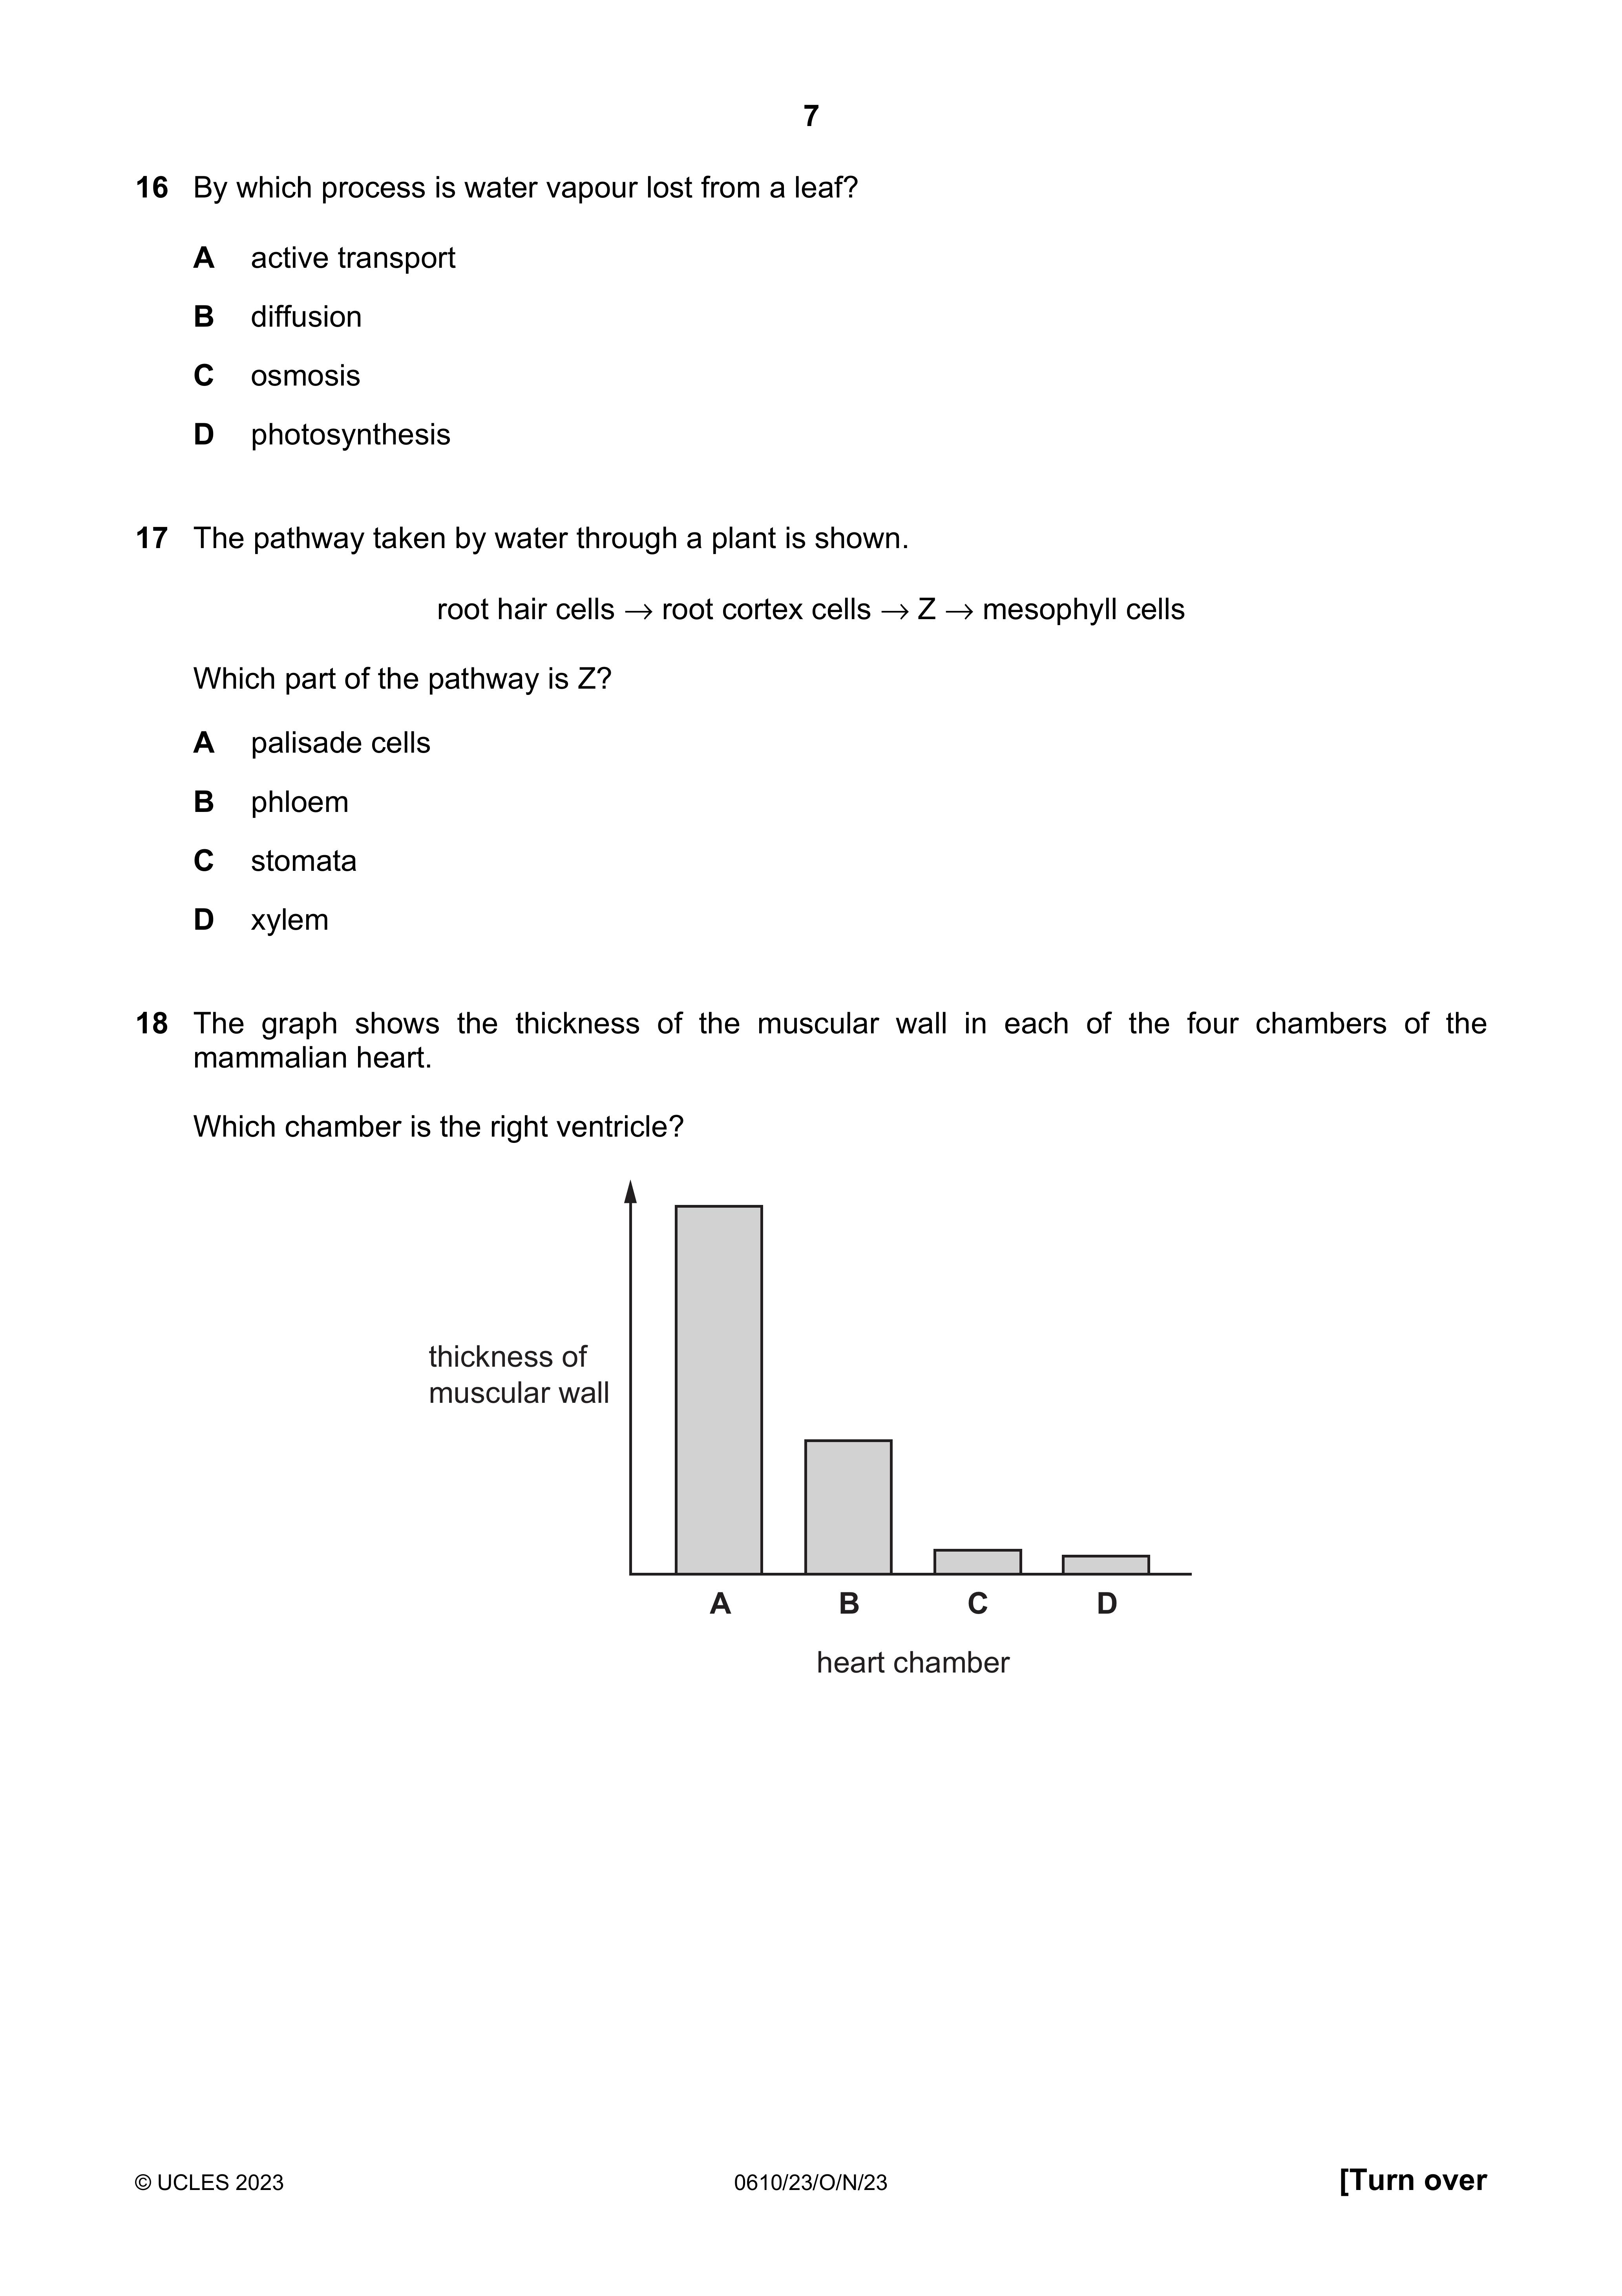 7
16 By which process is water vapour lost from a leaf?
A active transport
B diffusion
C osmosis
D photosynthesis
17 The pathway taken by water through a plant is shown.
root hair cells → root cortex cells → Z → mesophyll cells
Which part of the pathway is Z?
A palisade cells
B phloem
C stomata
D xylem
18 The graph shows the thickness of the muscular wall in each of the four chambers of the
mammalian heart.
Which chamber is the right ventricle?
thickness of
muscular wall
A B C D
heart chamber
© UCLES 2023 0610/23/O/N/23 [Turn over